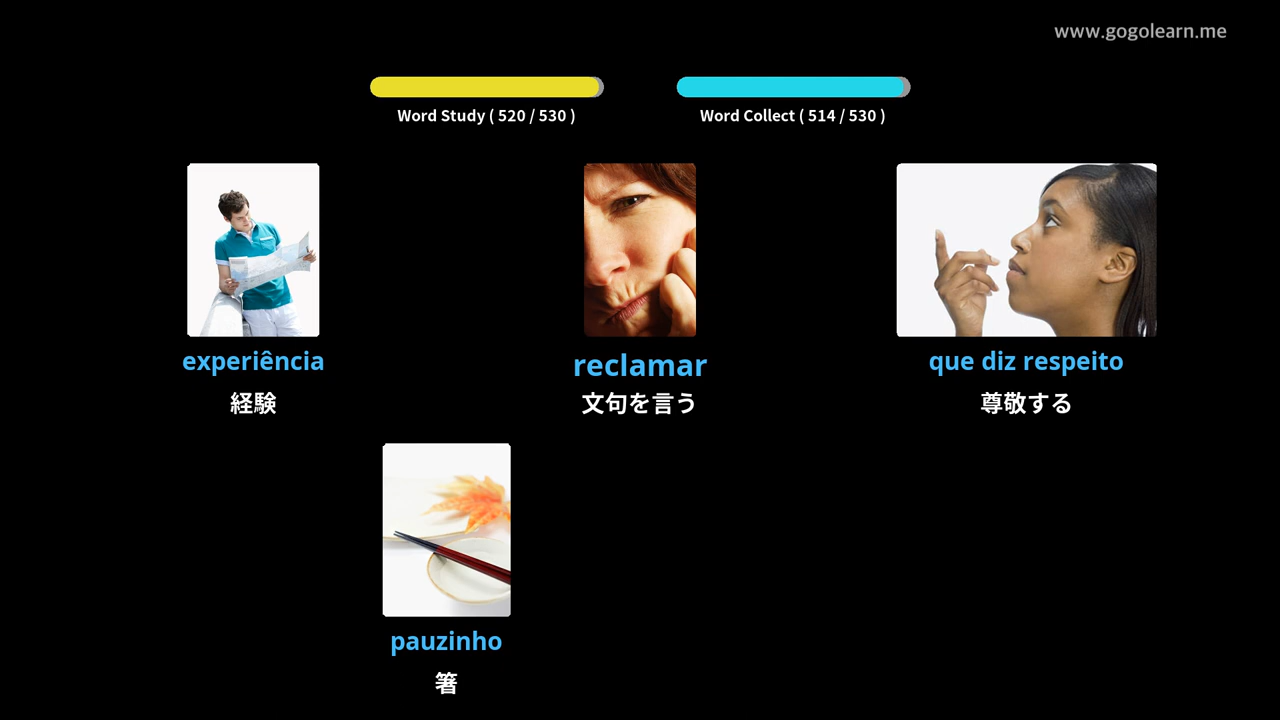 www.gogolearn.me
Word Study ( 520 / 530 )
Word Collect ( 514 / 530 )
experiência
reclamar
que diz respeito
経験
文句を言う
尊敬する
pauzinho
箸